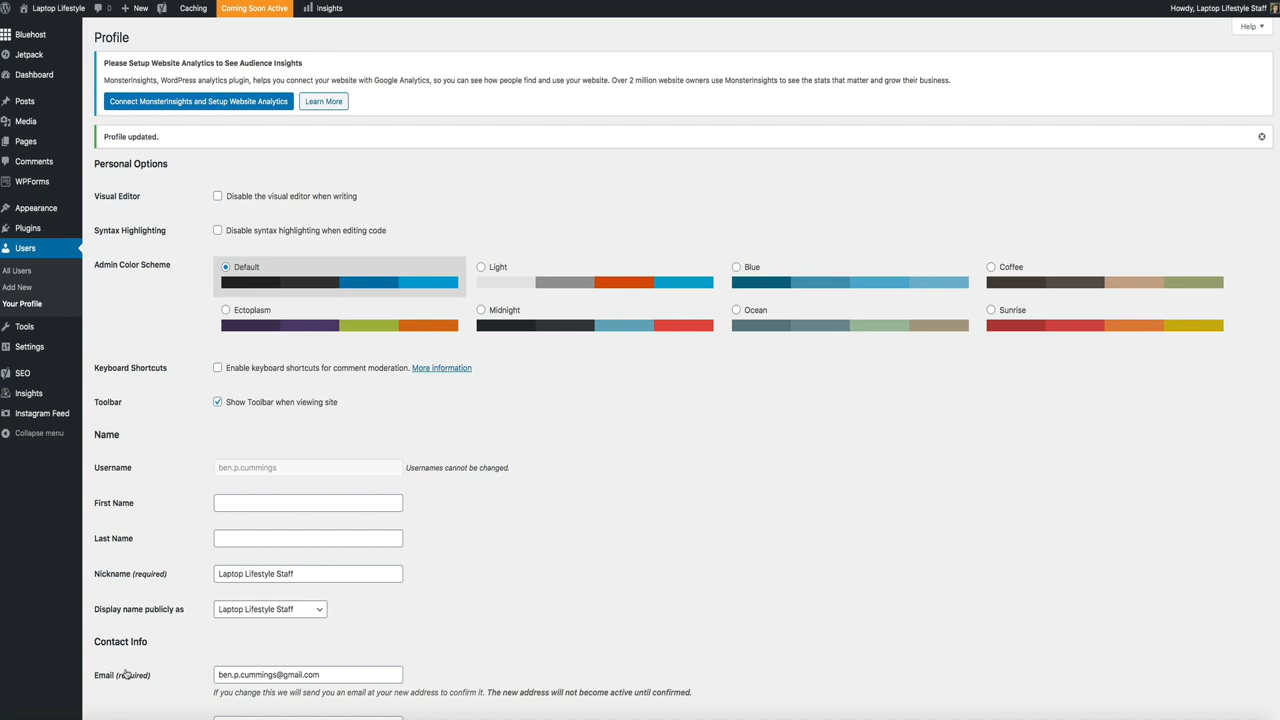 Laptop Lifestyle 0 New Caching Coming Soon Active Insights Howdy, Laptop Lifestyle Staff
Help
Bluehost
Jetpack
Dashboard
Posts
Media
Pages
Comments
WPForms
Appearance
Plugins
Users
All Users
Add New
Your Profile
Tools
Settings
SEO
Insights
Instagram Feed
Collapse menu
Profile
Please Setup Website Analytics to See Audience Insights
MonsterInsights, WordPress analytics plugin, helps you connect your website with Google Analytics, so you can see how people find and use your website. Over 2 million website owners use MonsterInsights to see the stats that matter and grow their business.
Connect MonsterInsights and Setup Website Analytics Learn More
Profile updated.
Personal Options
Visual Editor Disable the visual editor when writing
Syntax Highlighting Disable syntax highlighting when editing code
Admin Color Scheme Default Light Blue Coffee
Ectoplasm Midnight Ocean Sunrise
Keyboard Shortcuts Enable keyboard shortcuts for comment moderation. More information
Toolbar Show Toolbar when viewing site
Name
Username ben.p.cummings Usernames cannot be changed.
First Name
Last Name
Nickname (required) Laptop Lifestyle Staff
Display name publicly as Laptop Lifestyle Staff
Contact Info
Email (required) ben.p.cummings@gmail.com
If you change this we will send you an email at your new address to confirm it. The new address will not become active until confirmed.